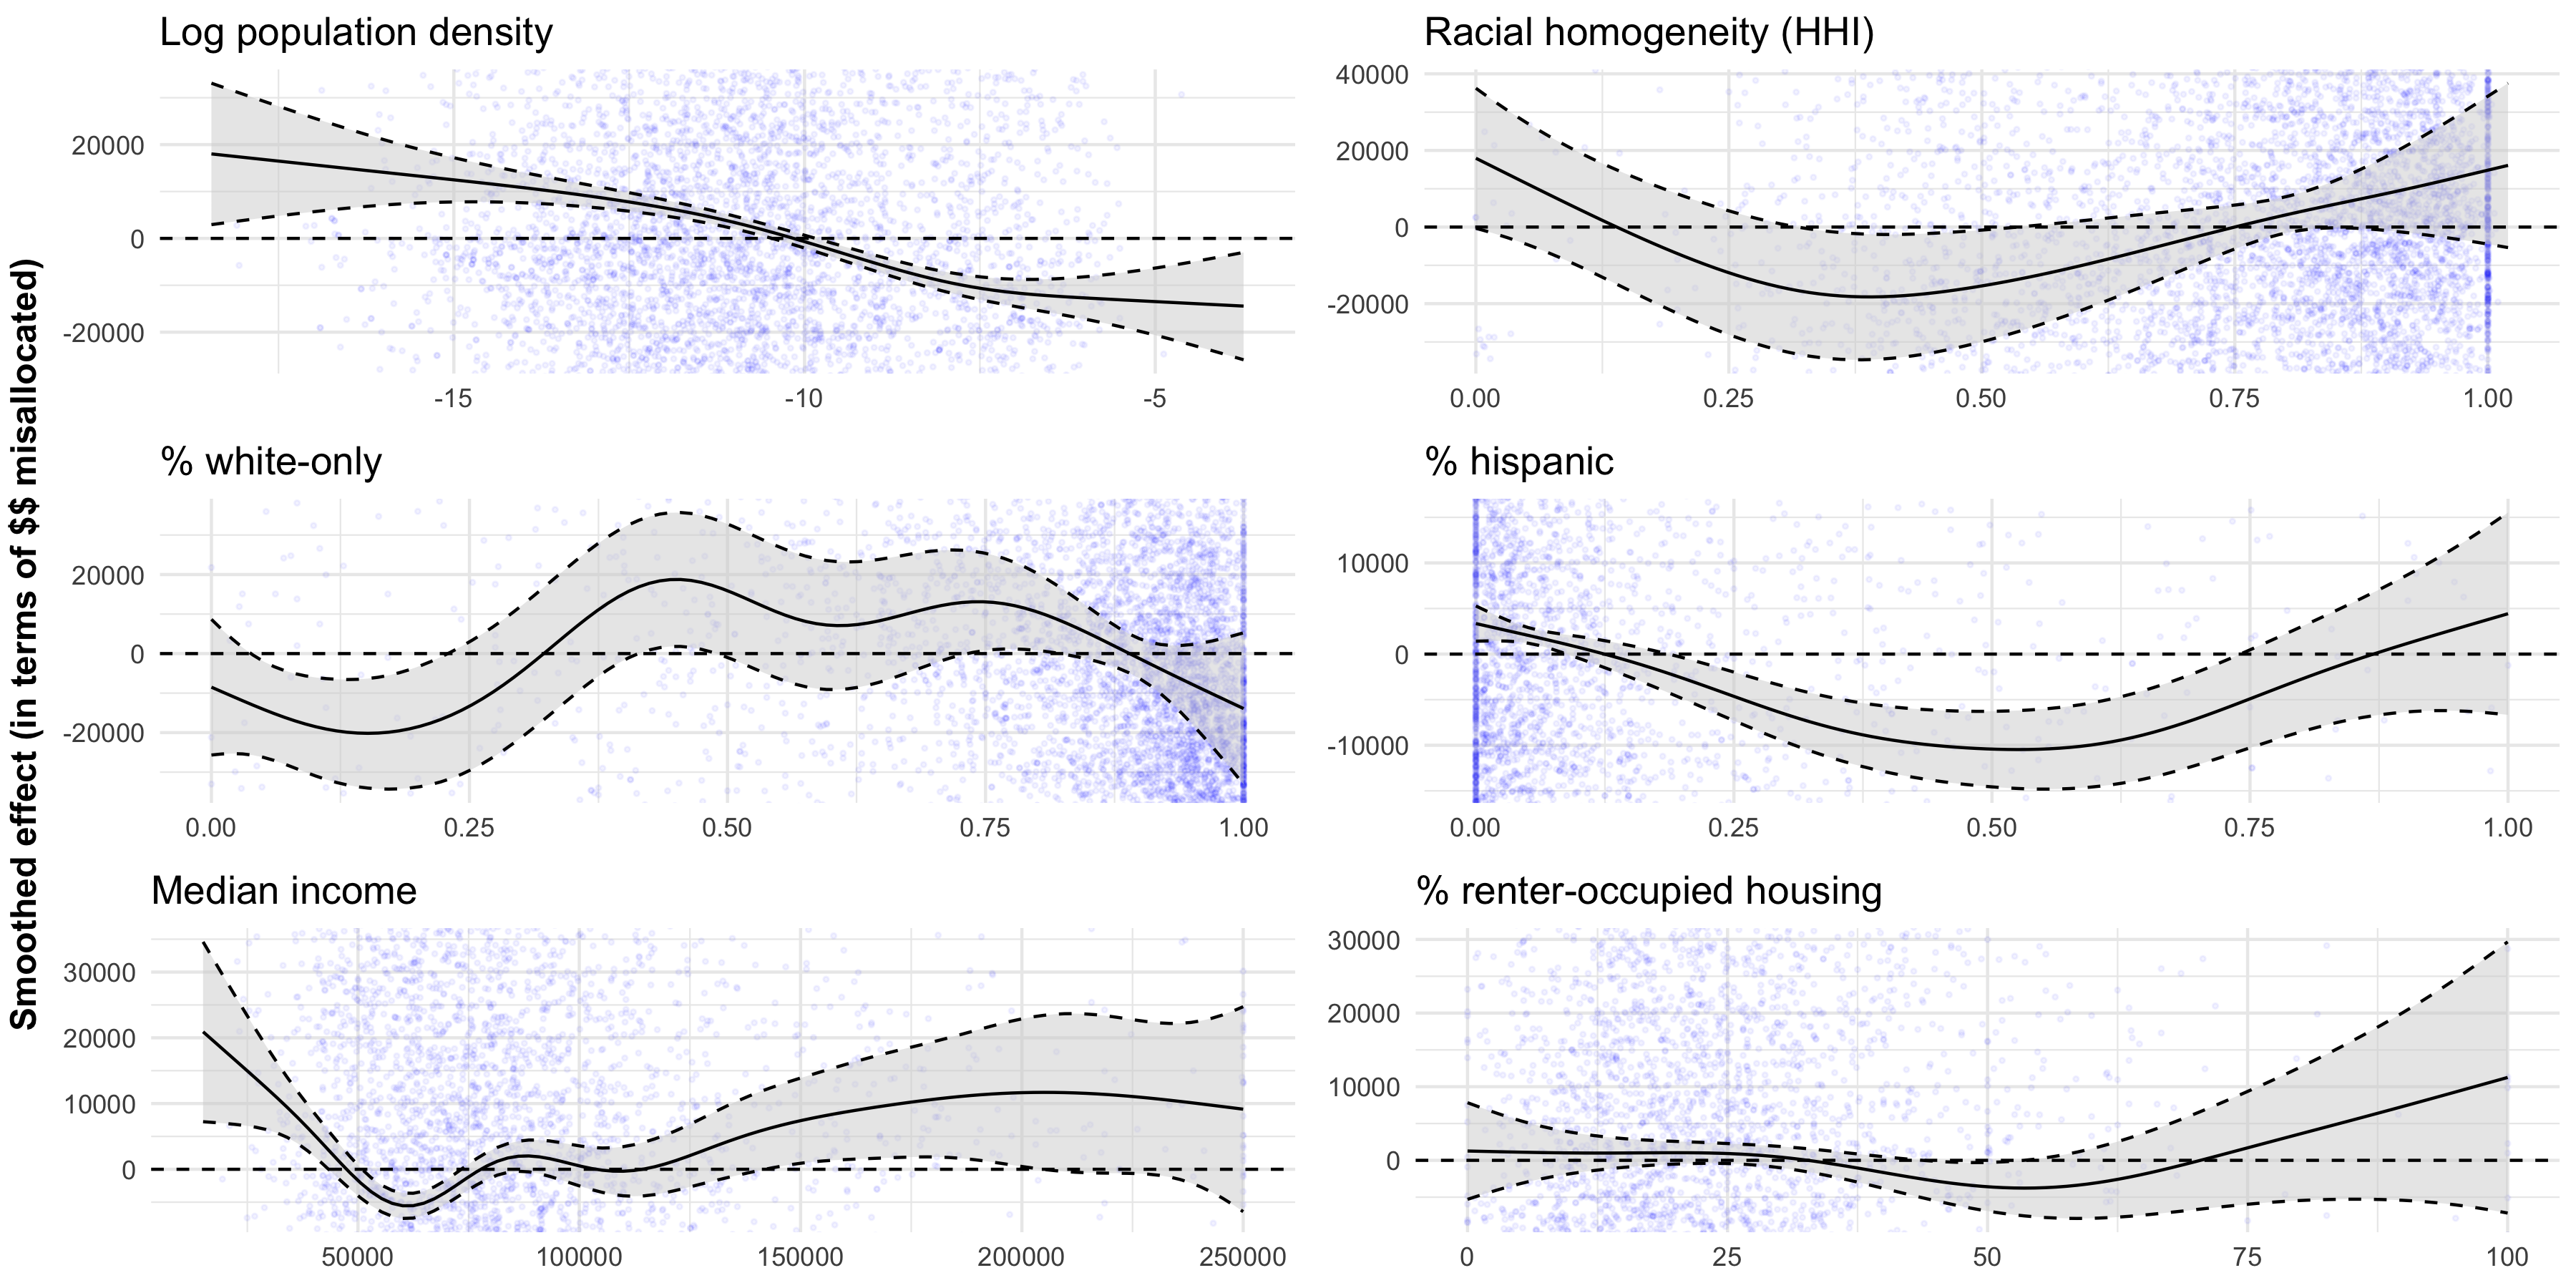 Smoothed effect (in terms of $$ misallocated)
Log population density
20000
0
-20000
-15 -10 -5
Racial homogeneity (HHI)
40000
20000
0
-20000
0.00 0.25 0.50 0.75 1.00
% white-only
20000
0
-20000
0.00 0.25 0.50 0.75 1.00
% hispanic
10000
0
-10000
0.00 0.25 0.50 0.75 1.00
Median income
30000
20000
10000
0
50000 100000 150000 200000 250000
% renter-occupied housing
30000
20000
10000
0
0 25 50 75 100